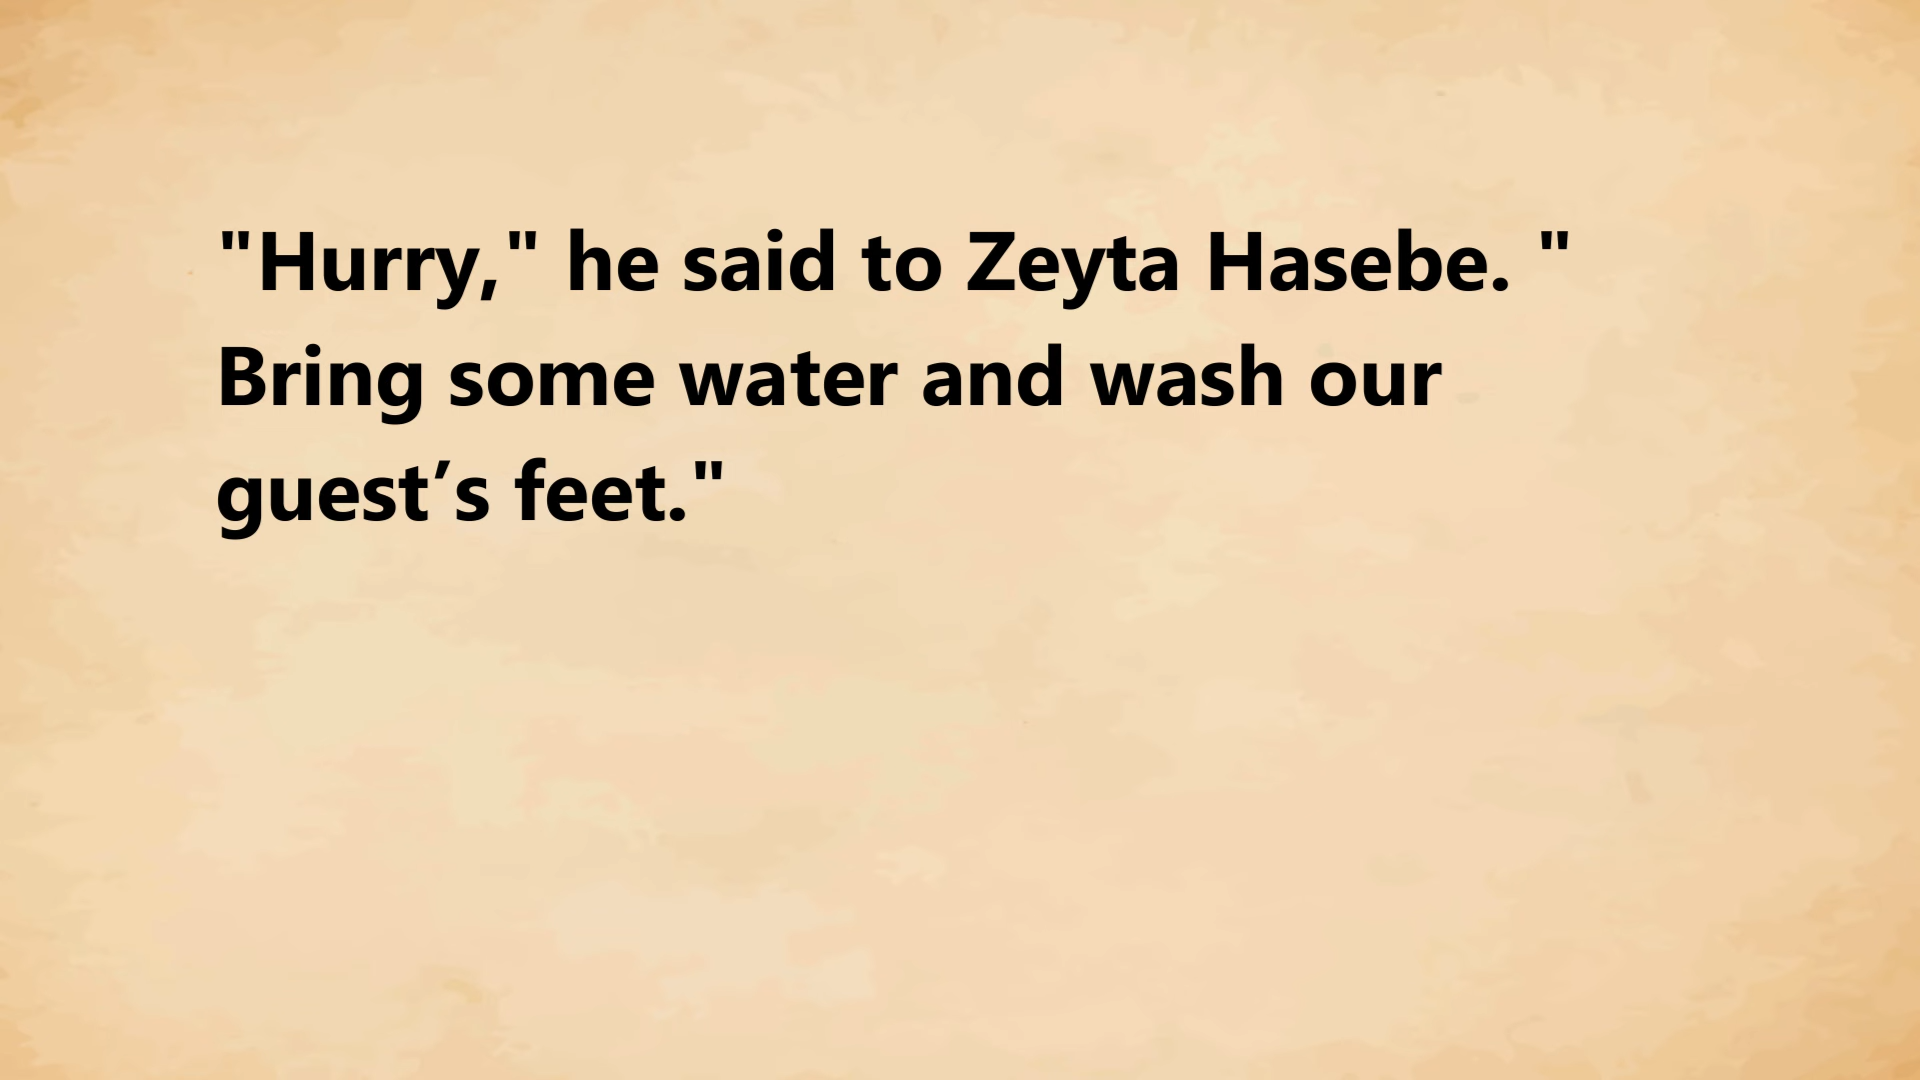 "Hurry," he said to Zeyta Hasebe. "
Bring some water and wash our
guest’s feet."